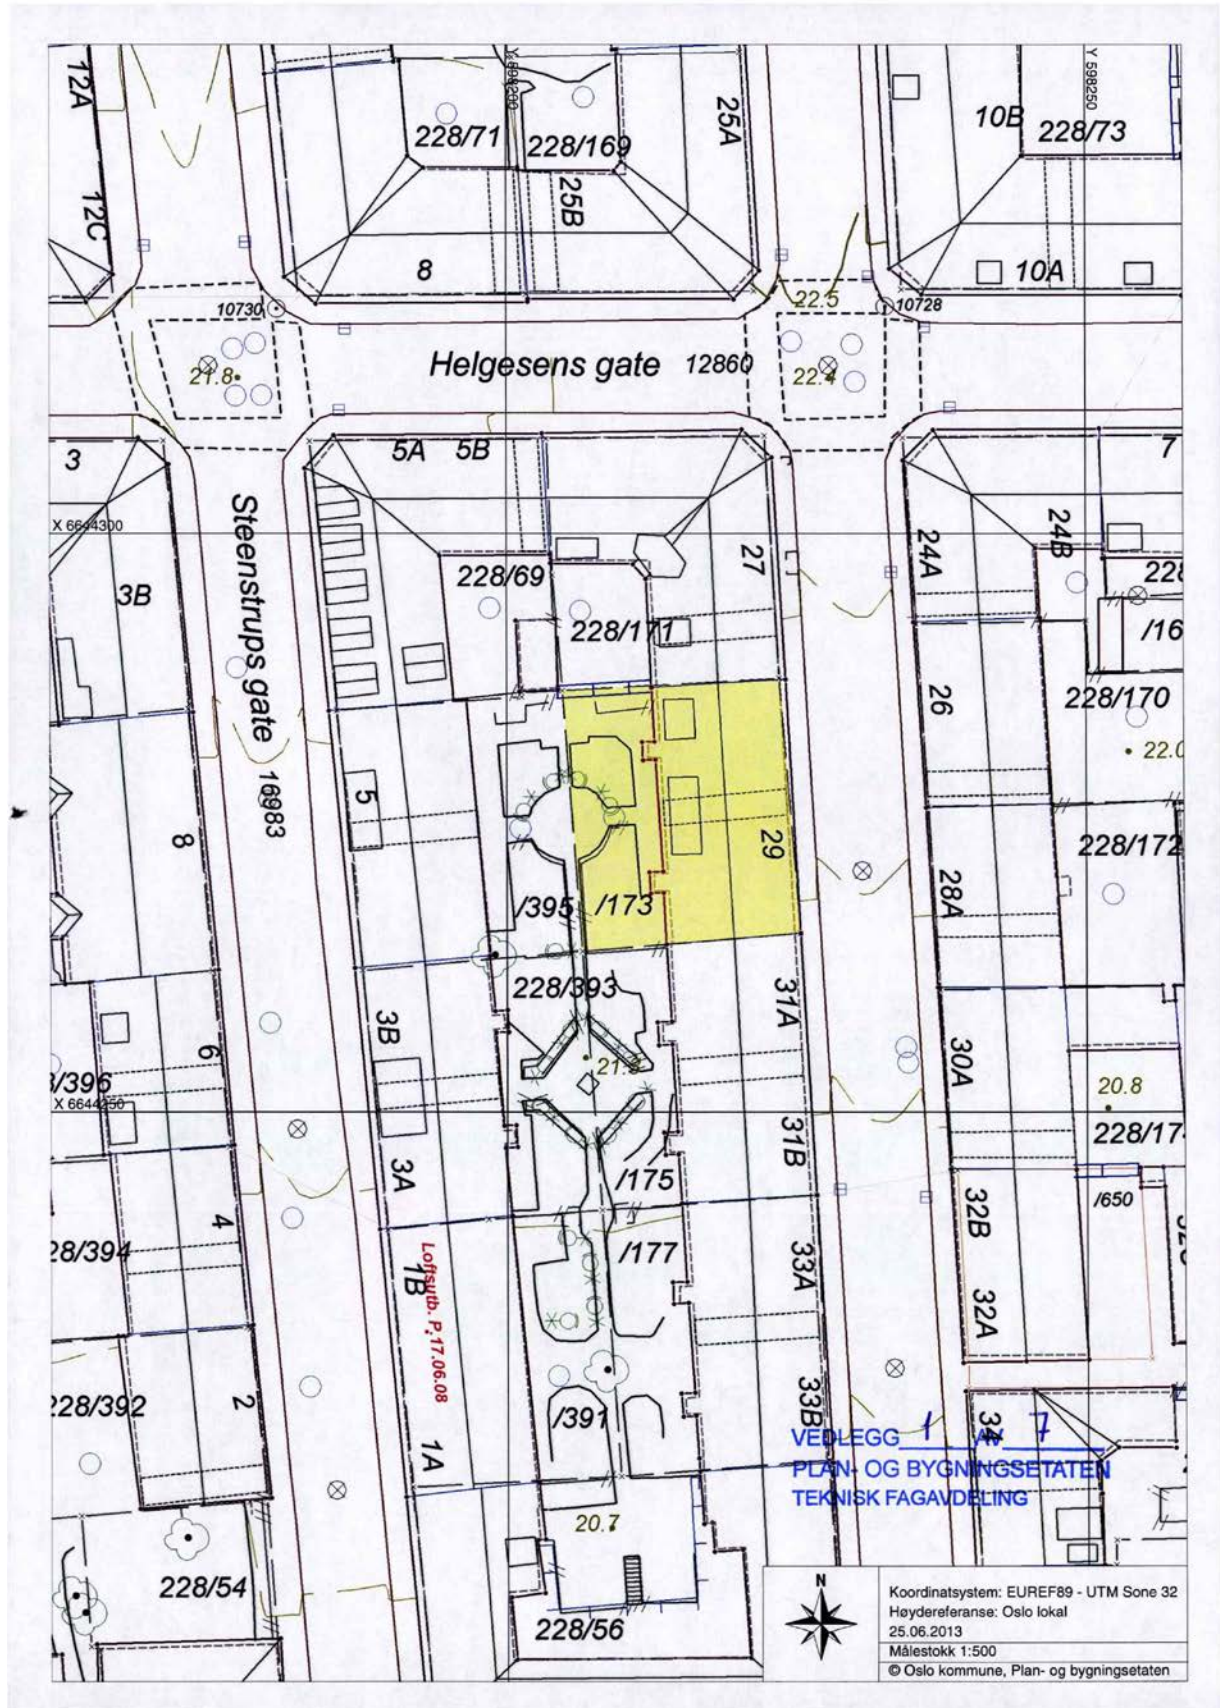 12A
12C
228/71
228/169
25A
25B
8
10B
228/73
10A
Y 598200
Y 598250
10730
22.5
10728
Helgesens gate 12860
21.8
22.4
3
5A 5B
7
X 6644300
Steenstrups gate 16983
3B
228/69
27
24A
24B
228
228/171
/16
26
228/170
22.0
8
5
29
228/172
/395
/173
28A
228/393
31A
3B
6
30A
20.8
3/396
X 6644250
31B
228/17
3A
/175
4
32B
/650
28/394
/177
33A
1B
Loftsutb. P. 17.06.08
32A
2
228/392
/391
33B
1A
34
VEDLEGG 1 AV 7
PLAN- OG BYGNINGSETATEN
TEKNISK FAGAVDELING
20.7
228/54
228/56
N
Koordinatsystem: EUREF89 - UTM Sone 32
Høydereferanse: Oslo lokal
25.06.2013
Målestokk 1:500
© Oslo kommune, Plan- og bygningsetaten